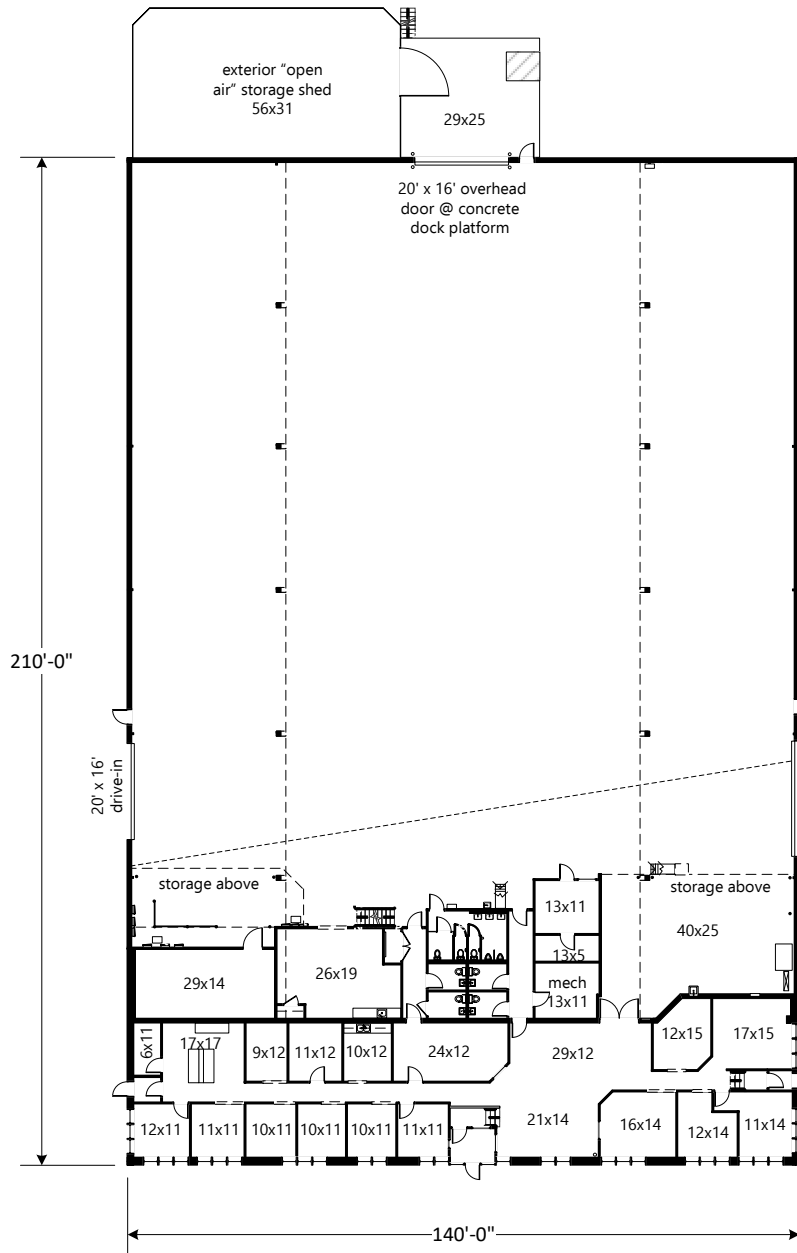 exterior “open
air” storage shed
56x31
29x25
20' x 16' overhead
door @ concrete
dock platform
210'-0"
20' x 16'
drive-in
storage above
storage above
13x11
40x25
13x5
26x19
29x14
mech
13x11
6x11
17x17
9x12
11x12
10x12
24x12
29x12
12x15
17x15
12x11
11x11
10x11
10x11
10x11
11x11
21x14
16x14
12x14
11x14
140'-0"